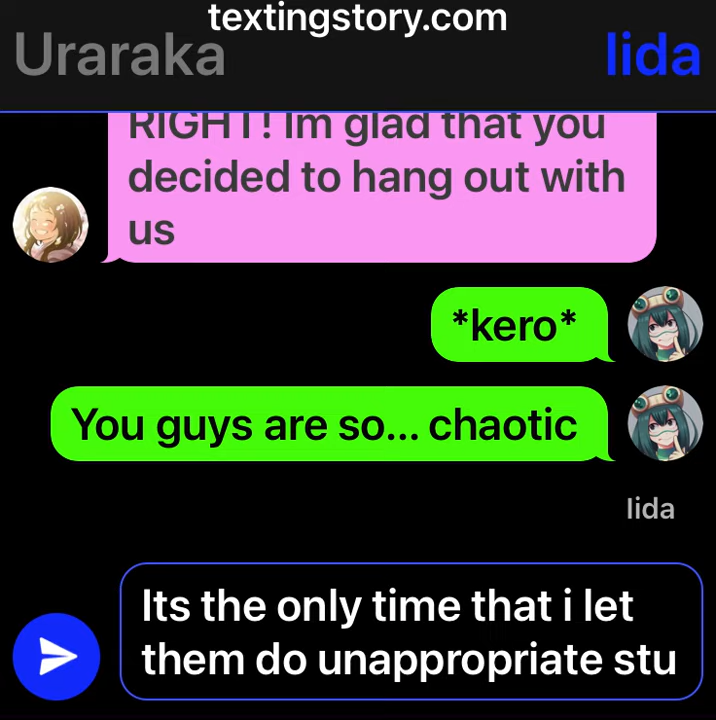 textingstory.com
Uraraka
Iida
RIGHT! Im glad that you
decided to hang out with
us
*kero*
You guys are so... chaotic
Iida
Its the only time that i let
them do unappropriate stu